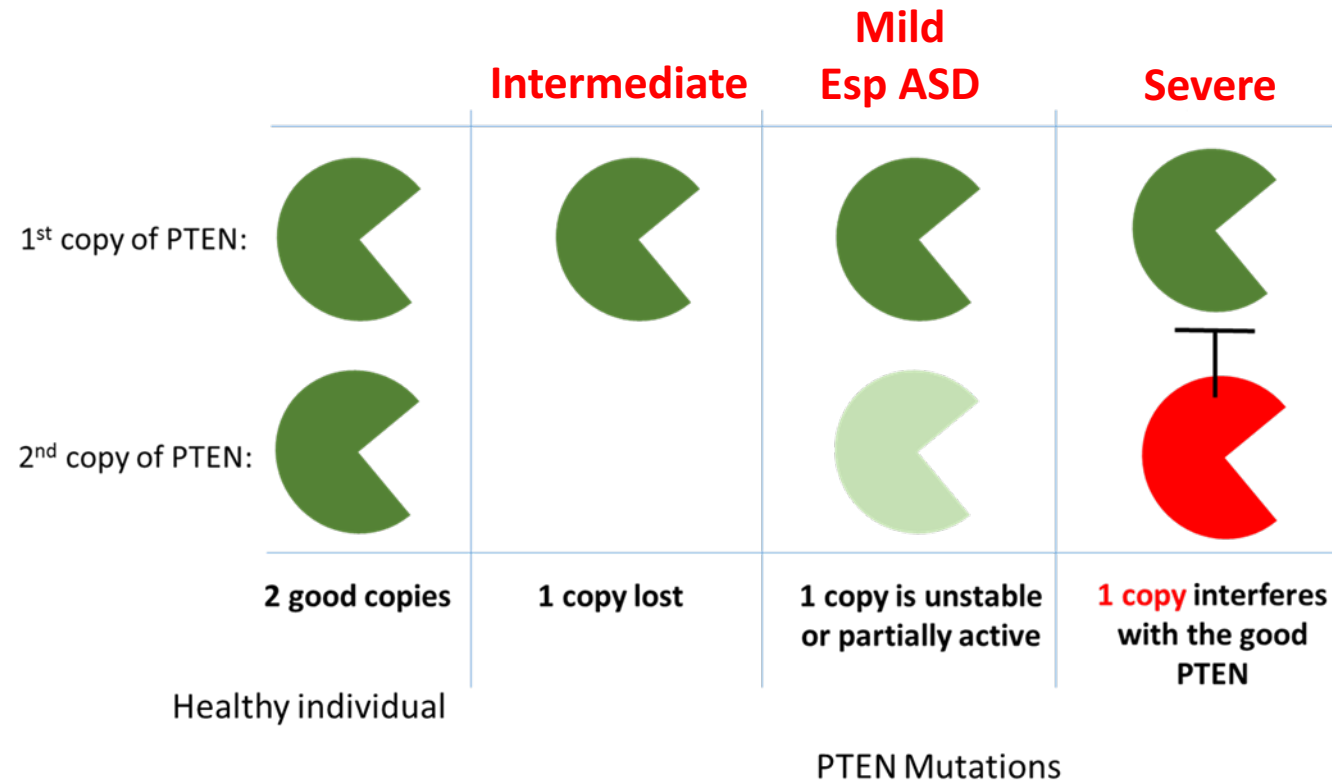 Intermediate
Mild
Esp ASD
Severe
1st copy of PTEN:
2nd copy of PTEN:
2 good copies
1 copy lost
1 copy is unstable
or partially active
1 copy interferes
with the good
PTEN
Healthy individual
PTEN Mutations